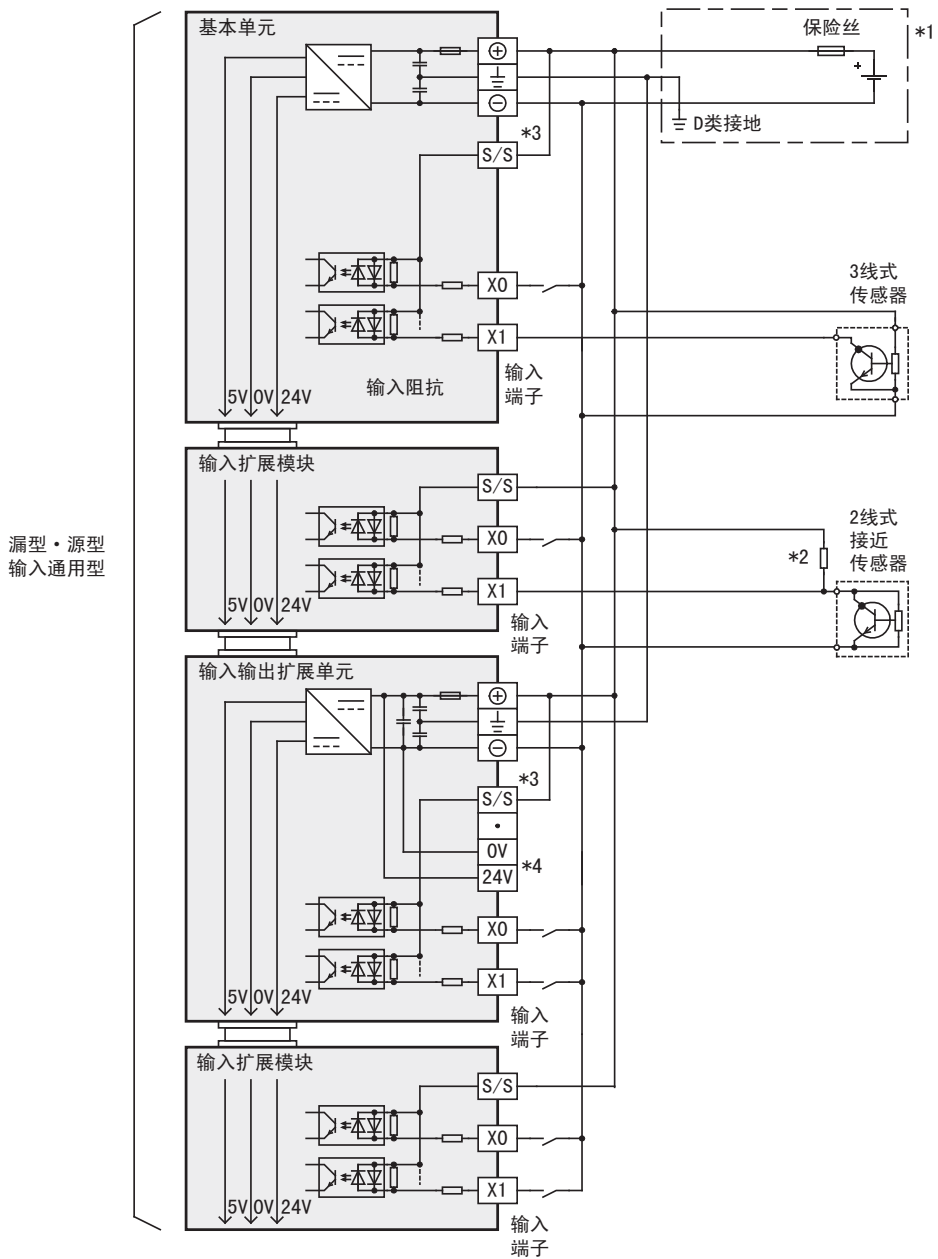 基本单元
保险丝
*1
+
D类接地
*3
S/S
3线式
传感器
X0
X1
5V 0V 24V
输入阻抗
输入
端子
输入扩展模块
S/S
2线式
接近
传感器
*2
漏型・源型
输入通用型
X0
X1
5V 0V 24V
输入
端子
输入输出扩展单元
*3
S/S
•
0V
24V
*4
X0
X1
5V 0V 24V
输入
端子
输入扩展模块
S/S
X0
X1
5V 0V 24V
输入
端子